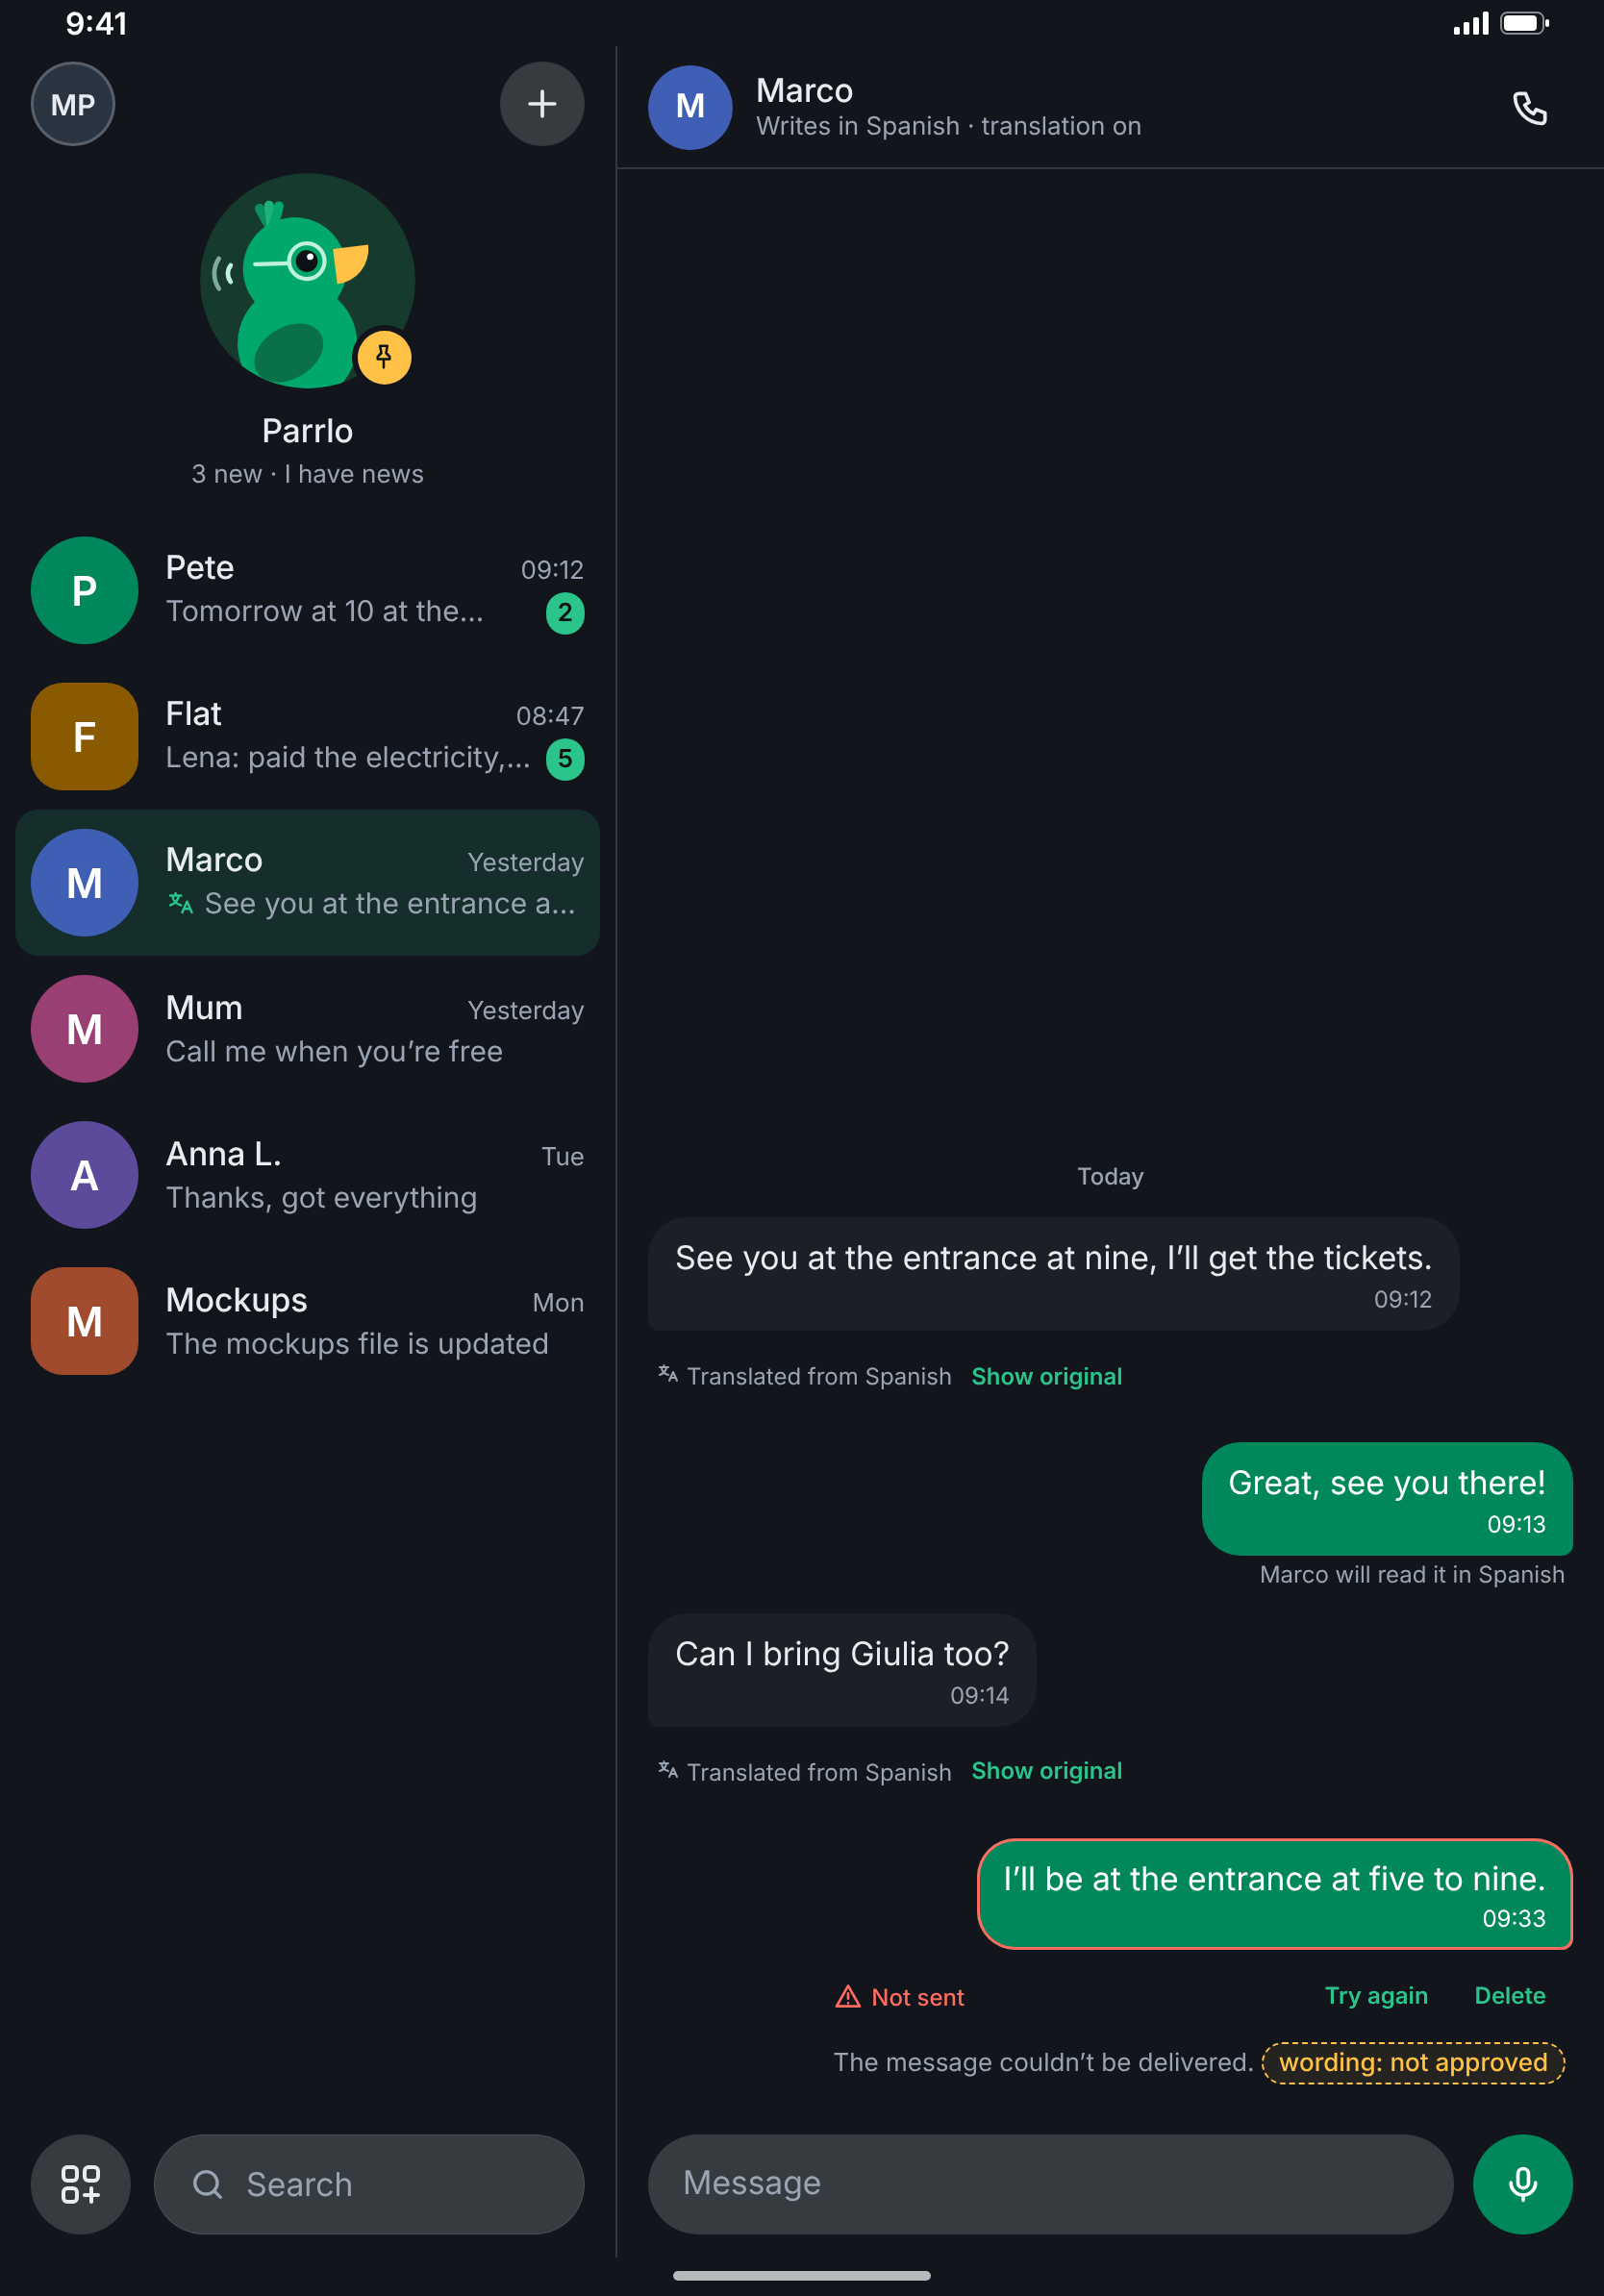 9:41
MP
Parrlo
3 new · I have news
P
Pete
09:12
Tomorrow at 10 at the...
2
F
Flat
08:47
Lena: paid the electricity,...
5
M
Marco
Yesterday
See you at the entrance a...
M
Mum
Yesterday
Call me when you’re free
A
Anna L.
Tue
Thanks, got everything
M
Mockups
Mon
The mockups file is updated
Search
M
Marco
Writes in Spanish · translation on
Today
See you at the entrance at nine, I’ll get the tickets.
09:12
Translated from Spanish Show original
Great, see you there!
09:13
Marco will read it in Spanish
Can I bring Giulia too?
09:14
Translated from Spanish Show original
I’ll be at the entrance at five to nine.
09:33
Not sent Try again Delete
The message couldn’t be delivered. wording: not approved
Message